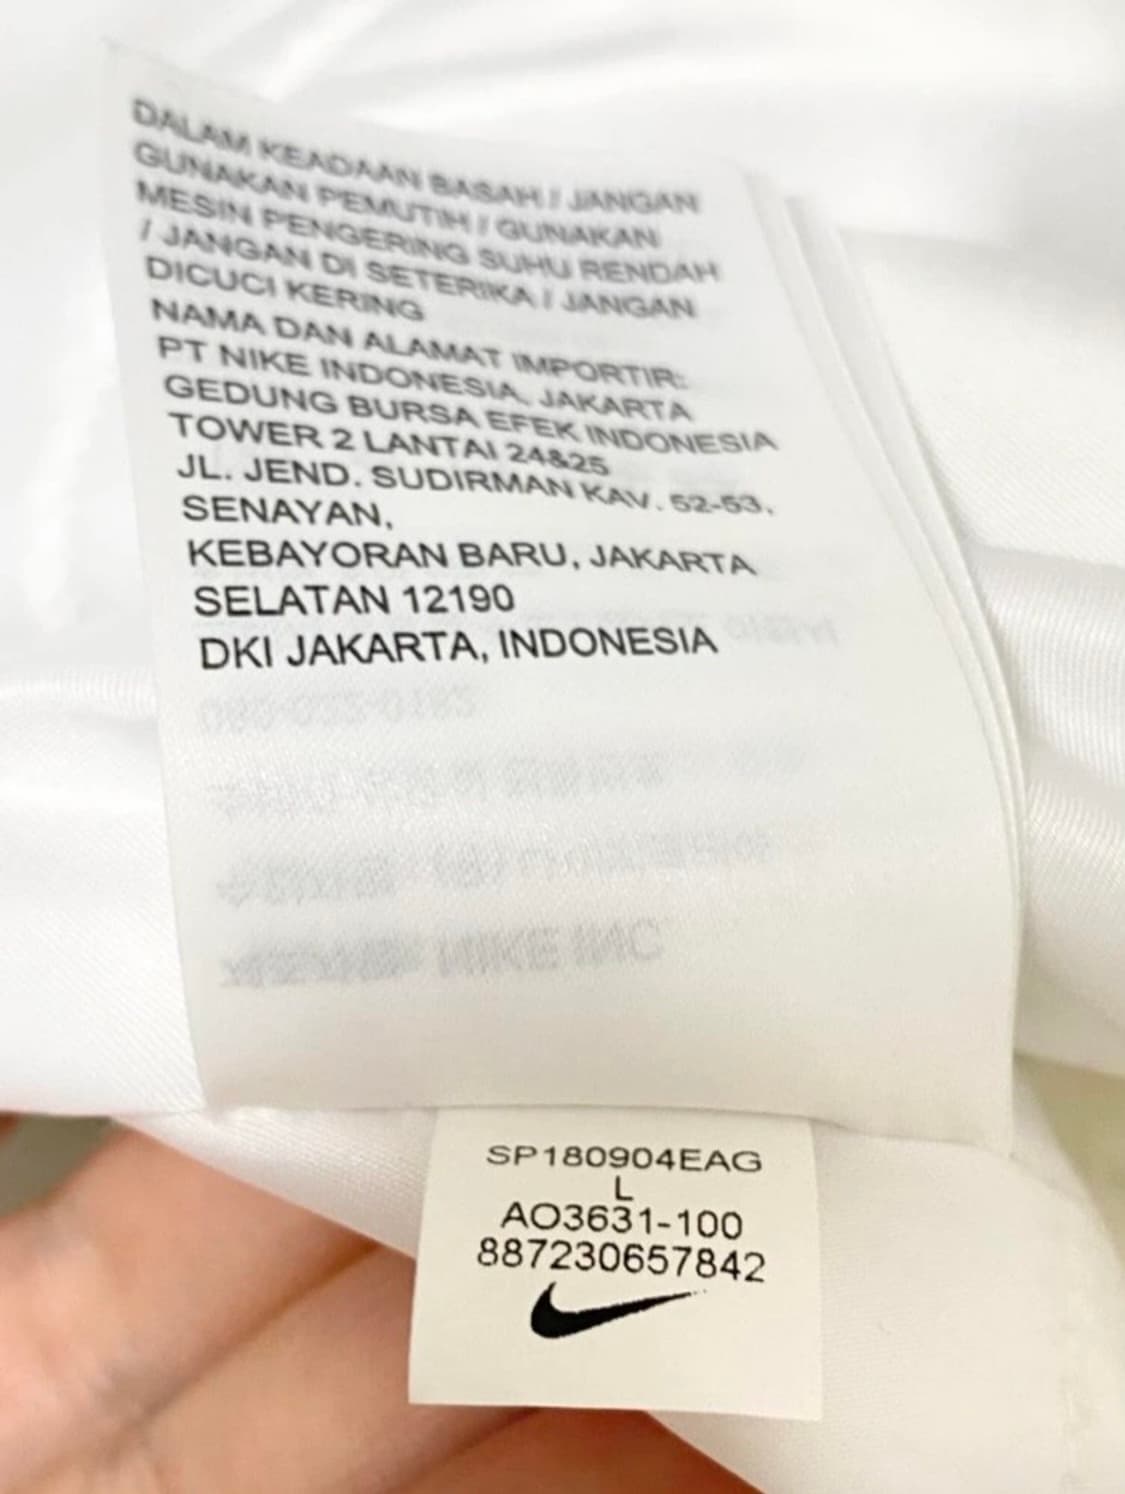 DALAM KEADAAN BASAH / JANGAN
GUNAKAN PEMUTIH / GUNAKAN
MESIN PENGERING SUHU RENDAH
/ JANGAN DI SETERIKA / JANGAN
DICUCI KERING
NAMA DAN ALAMAT IMPORTIR:
PT NIKE INDONESIA, JAKARTA
GEDUNG BURSA EFEK INDONESIA
TOWER 2 LANTAI 24&25
JL. JEND. SUDIRMAN KAV. 52-53,
SENAYAN,
KEBAYORAN BARU, JAKARTA
SELATAN 12190
DKI JAKARTA, INDONESIA
NIKE INC
SP180904EAG
L
AO3631-100
887230657842